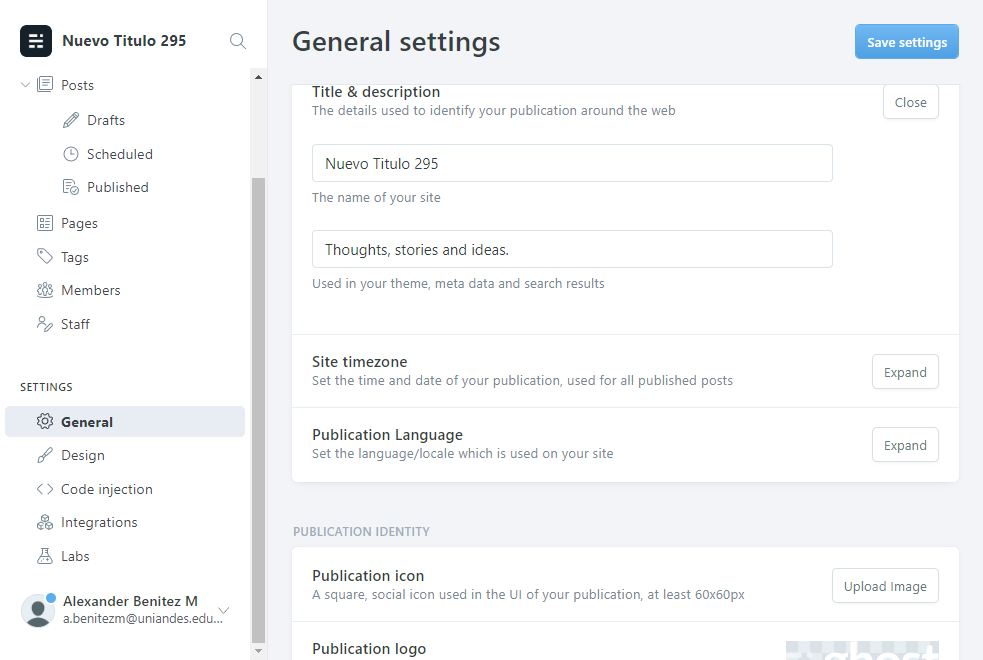 Nuevo Titulo 295
Posts
Drafts
Scheduled
Published
Pages
Tags
Members
Staff
SETTINGS
General
Design
Code injection
Integrations
Labs
Alexander Benitez M
a.benitezm@uniandes.edu...
General settings
Save settings
Title & description
The details used to identify your publication around the web
Close
Nuevo Titulo 295
The name of your site
Thoughts, stories and ideas.
Used in your theme, meta data and search results
Site timezone
Set the time and date of your publication, used for all published posts
Expand
Publication Language
Set the language/locale which is used on your site
Expand
PUBLICATION IDENTITY
Publication icon
A square, social icon used in the UI of your publication, at least 60x60px
Upload Image
Publication logo
ghost